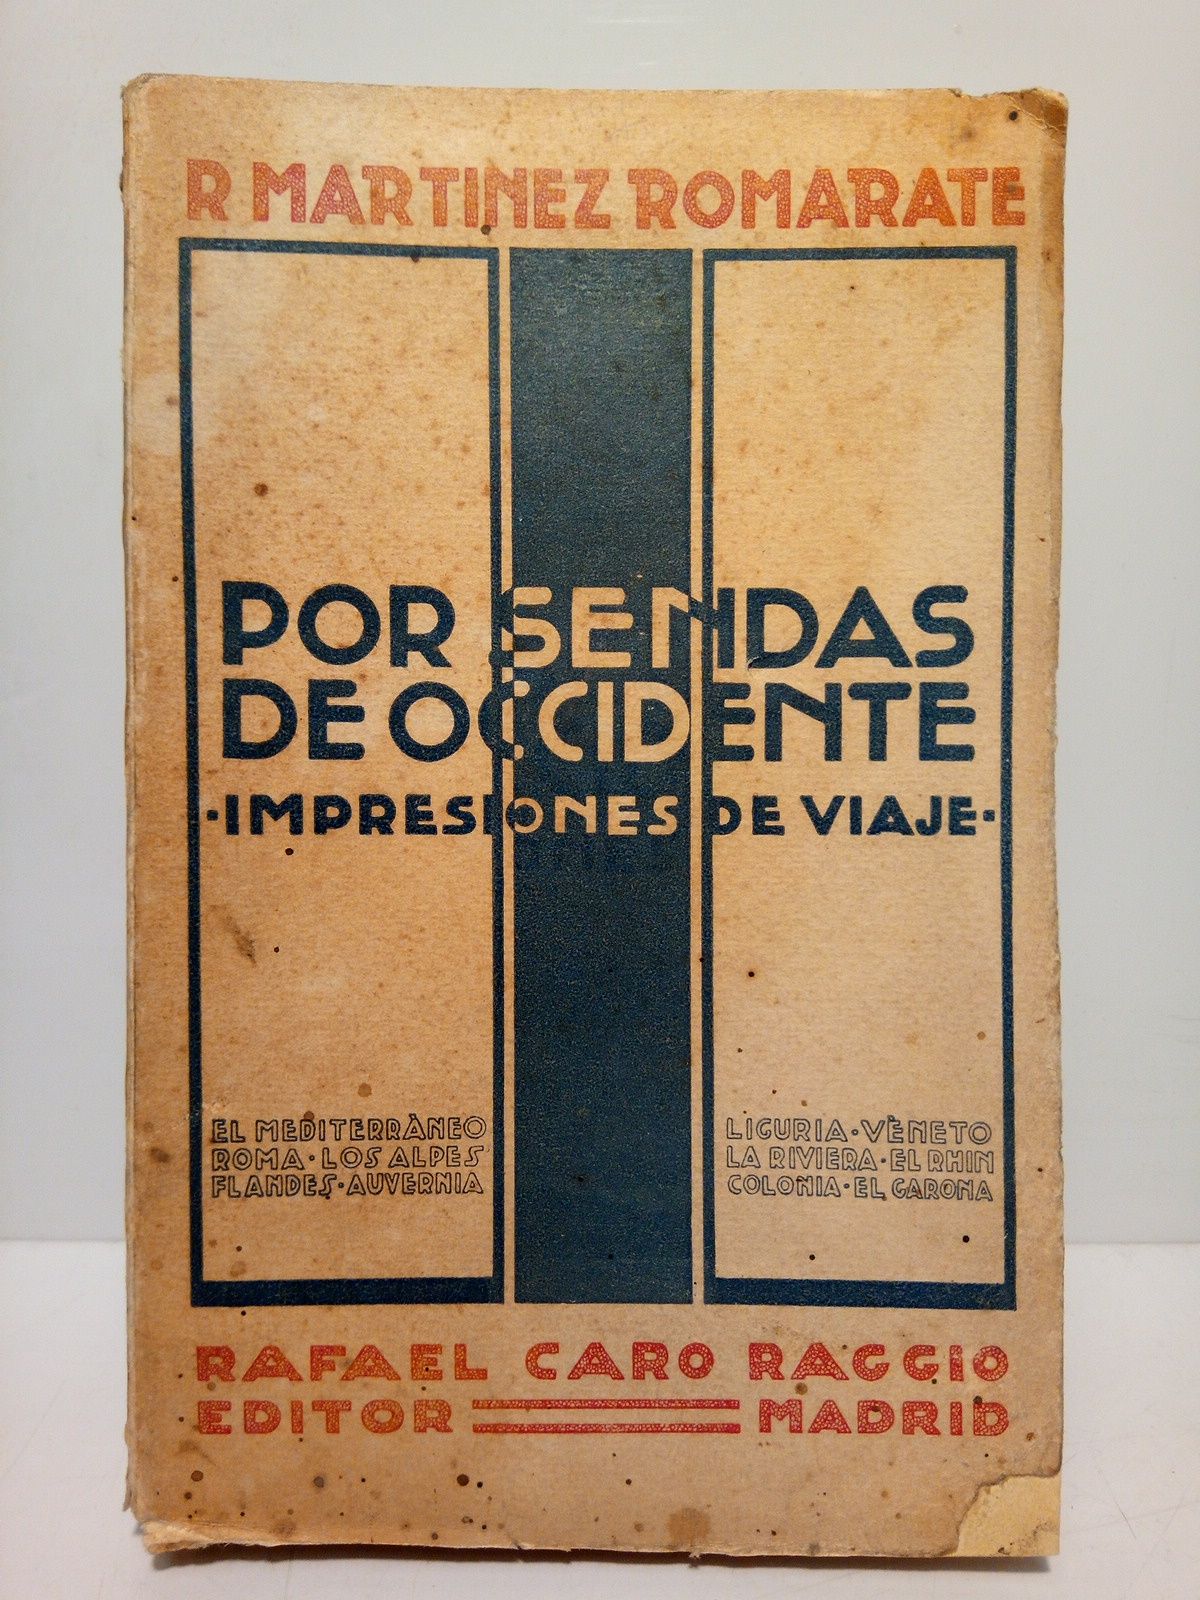 R MARTINEZ ROMARATE
POR SENDAS
DE OCCIDENTE
·IMPRESIONES DE VIAJE·
EL MEDITERRÀNEO
ROMA·LOS ALPES
FLANDES·AUVERNIA
LIGURIA·VÈNETO
LA RIVIERA·EL RHIN
COLONIA·EL GARONA
RAFAEL CARO RAGGIO
EDITOR MADRID